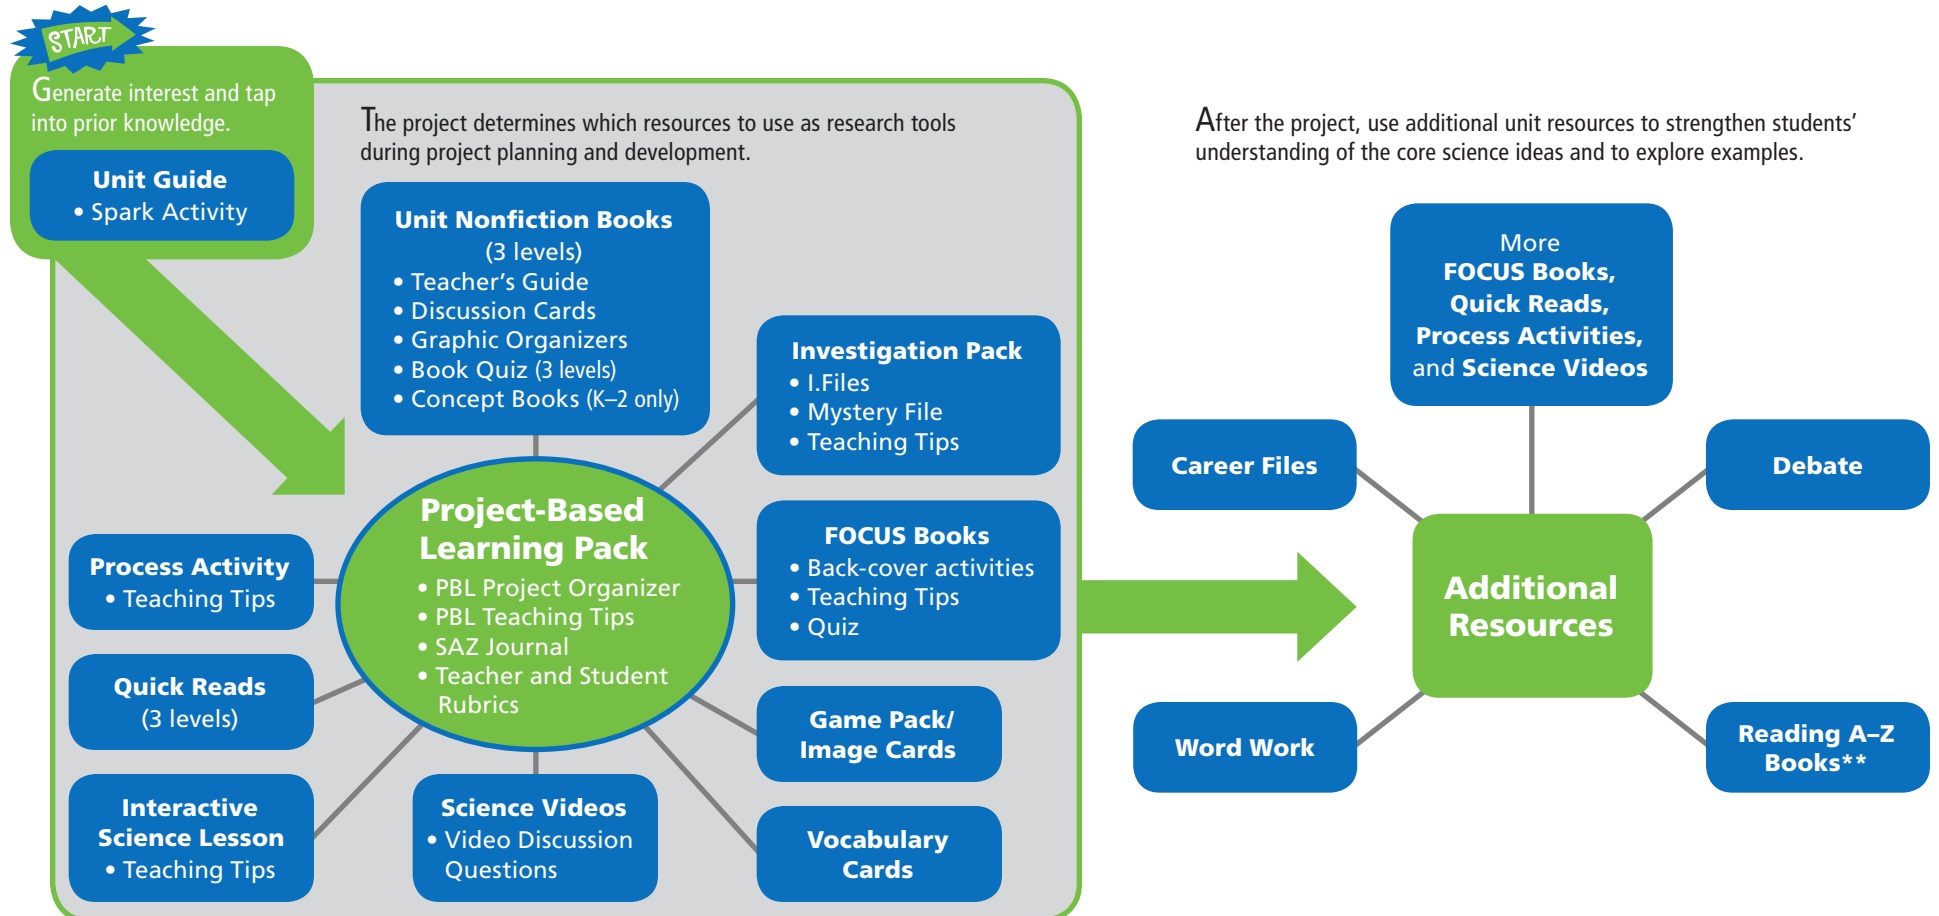 START
Generate interest and tap
into prior knowledge.
Unit Guide
• Spark Activity
The project determines which resources to use as research tools
during project planning and development.
Unit Nonfiction Books
(3 levels)
• Teacher's Guide
• Discussion Cards
• Graphic Organizers
• Book Quiz (3 levels)
• Concept Books (K–2 only)
Investigation Pack
• I.Files
• Mystery File
• Teaching Tips
Project-Based
Learning Pack
• PBL Project Organizer
• PBL Teaching Tips
• SAZ Journal
• Teacher and Student
Rubrics
FOCUS Books
• Back-cover activities
• Teaching Tips
• Quiz
Process Activity
• Teaching Tips
Quick Reads
(3 levels)
Interactive
Science Lesson
• Teaching Tips
Science Videos
• Video Discussion
Questions
Game Pack/
Image Cards
Vocabulary
Cards
After the project, use additional unit resources to strengthen students'
understanding of the core science ideas and to explore examples.
More
FOCUS Books,
Quick Reads,
Process Activities,
and Science Videos
Career Files
Debate
Additional
Resources
Word Work
Reading A–Z
Books**